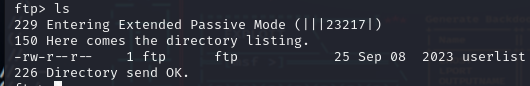 ftp> ls
229 Entering Extended Passive Mode (|||23217|)
150 Here comes the directory listing.
-rw-r--r--    1 ftp      ftp            25 Sep 08  2023 userlist
226 Directory send OK.